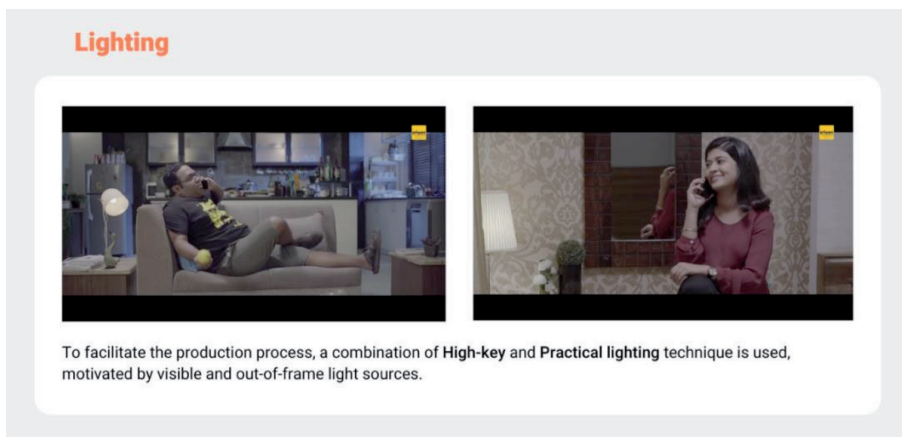 Lighting
To facilitate the production process, a combination of High-key and Practical lighting technique is used,
motivated by visible and out-of-frame light sources.